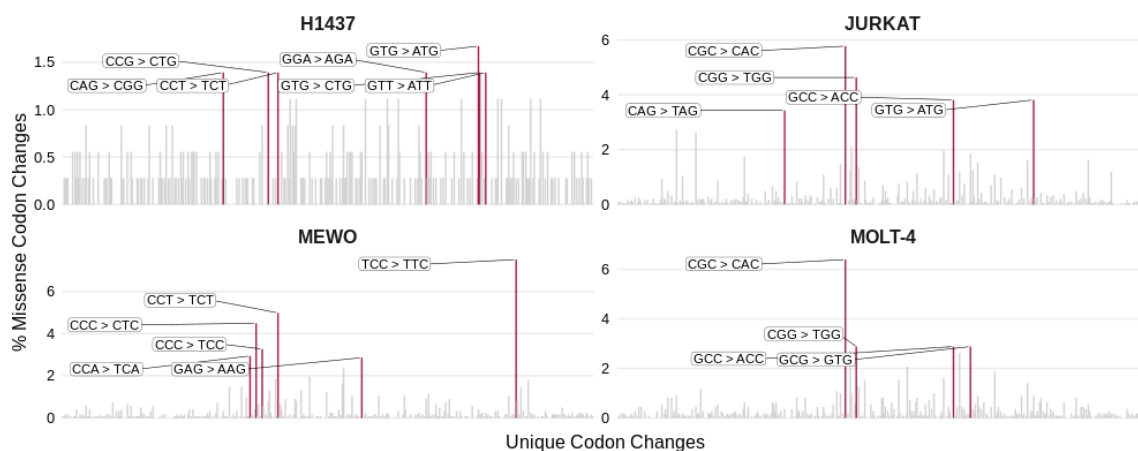 H1437
JURKAT
% Missense Codon Changes
1.5
1.0
0.5
0.0
GTG > ATG
CCG > CTG
GGA > AGA
CAG > CGG
CCT > TCT
GTG > CTG
GTT > ATT
6
4
2
0
CGC > CAC
CGG > TGG
GCC > ACC
CAG > TAG
GTG > ATG
MEWO
MOLT-4
6
4
2
0
TCC > TTC
CCT > TCT
CCC > CTC
CCC > TCC
CCA > TCA
GAG > AAG
6
4
2
0
CGC > CAC
CGG > TGG
GCC > ACC
GCG > GTG
Unique Codon Changes